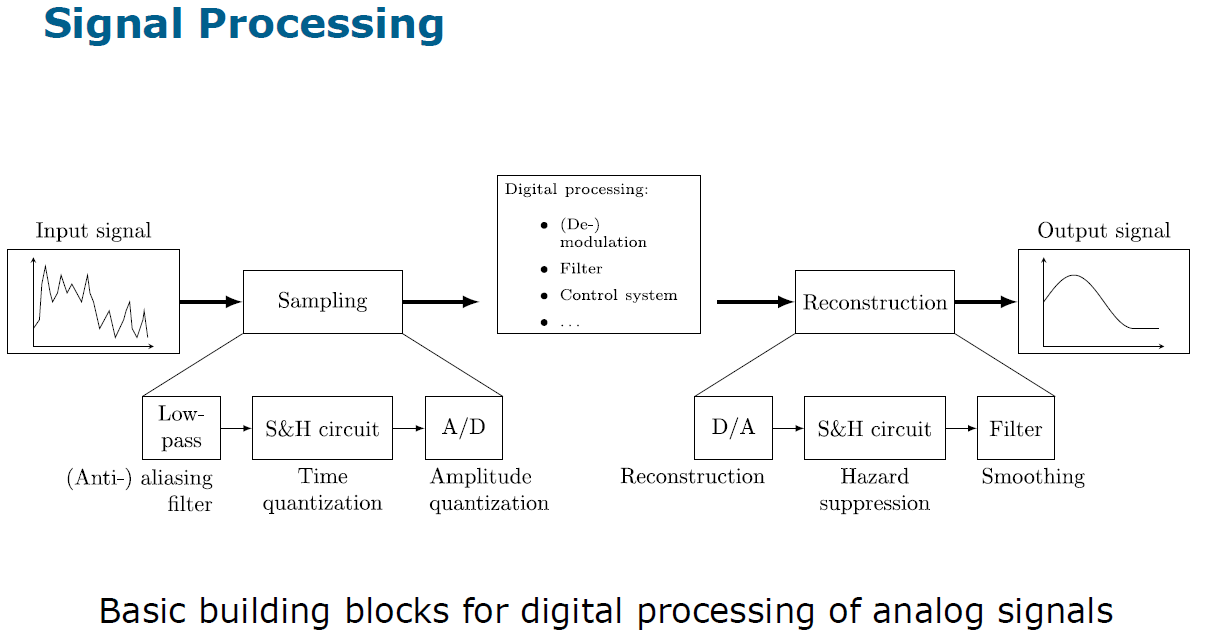 Signal Processing
Input signal
Sampling
Digital processing:
• (De-)
modulation
• Filter
• Control system
• . . .
Reconstruction
Output signal
Low-
pass
S&H circuit
A/D
(Anti-) aliasing
filter
Time
quantization
Amplitude
quantization
D/A
S&H circuit
Filter
Reconstruction
Hazard
suppression
Smoothing
Basic building blocks for digital processing of analog signals